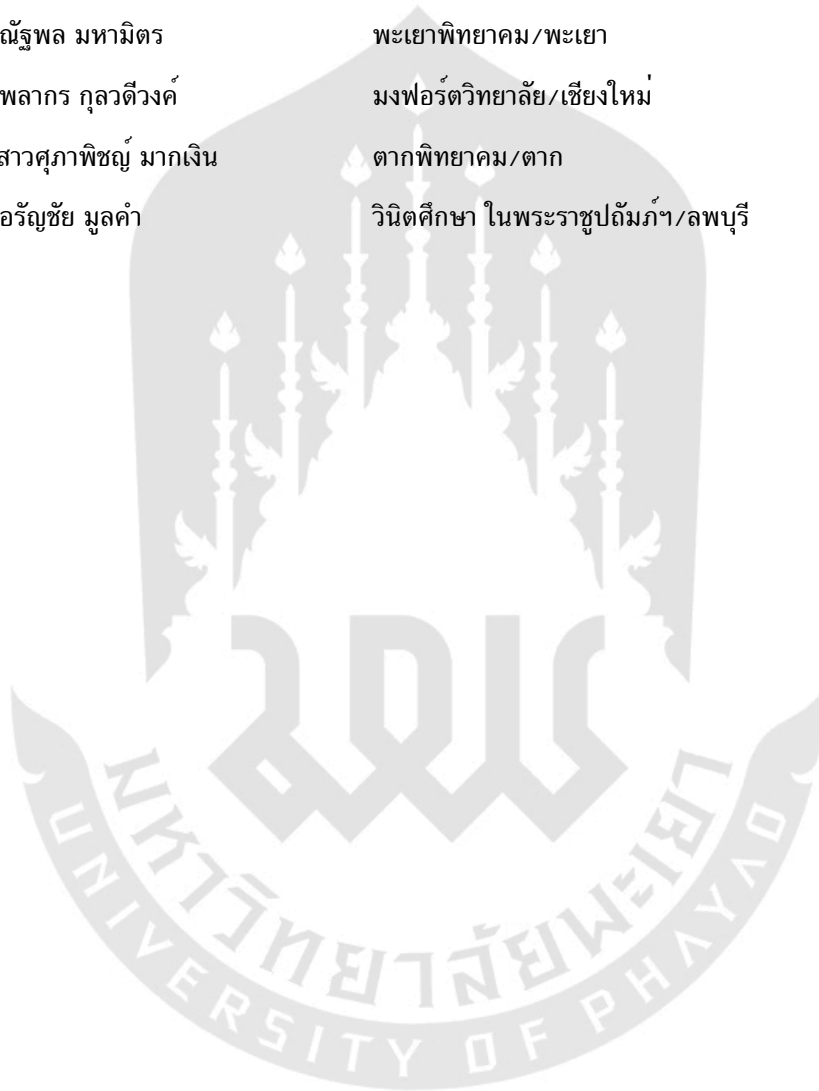 ณัฐพล มหามิตร พะเยาพิทยาคม/พะเยา
พลากร กุลวดีวงค์ มงฟอร์ตวิทยาลัย/เชียงใหม่
สาวศุภาพิชญ์ มากเงิน ตากพิทยาคม/ตาก
อรัญชัย มูลคำ วินิตศึกษา ในพระราชูปถัมภ์ฯ/ลพบุรี
มพ
มหาวิทยาลัยพะเยา
UNIVERSITY OF PHAYAO